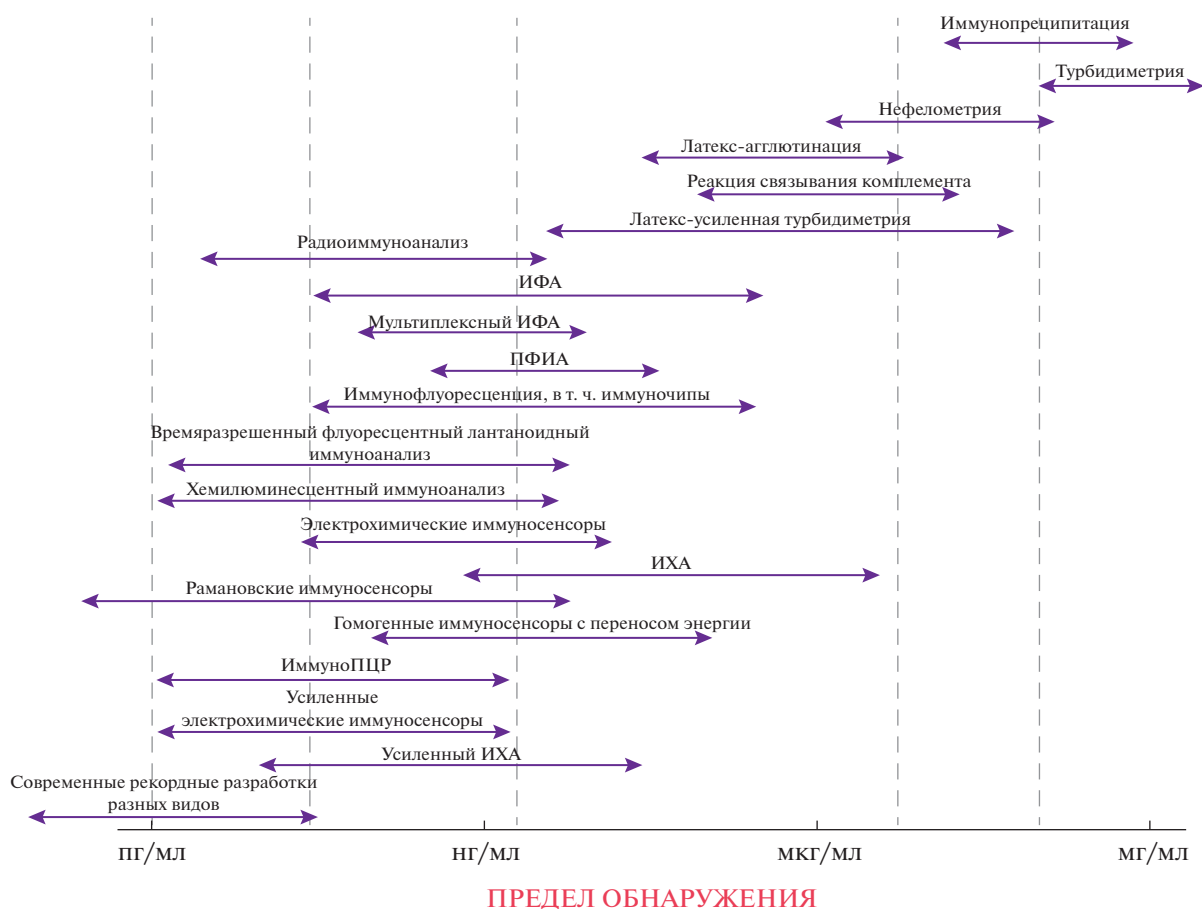 Иммунопреципитация
Турбидиметрия
Нефелометрия
Латекс-агглютинация
Реакция связывания комплемента
Латекс-усиленная турбидиметрия
Радиоиммуноанализ
ИФА
Мультиплексный ИФА
ПФИА
Иммунофлуоресценция, в т. ч. иммуночипы
Времяразрешенный флуоресцентный лантаноидный
иммуноанализ
Хемилюминесцентный иммуноанализ
Электрохимические иммуносенсоры
ИХА
Рамановские иммуносенсоры
Гомогенные иммуносенсоры с переносом энергии
ИммуноПЦР
Усиленные
электрохимические иммуносенсоры
Усиленный ИХА
Современные рекордные разработки
разных видов
пг/мл нг/мл мкг/мл мг/мл
ПРЕДЕЛ ОБНАРУЖЕНИЯ